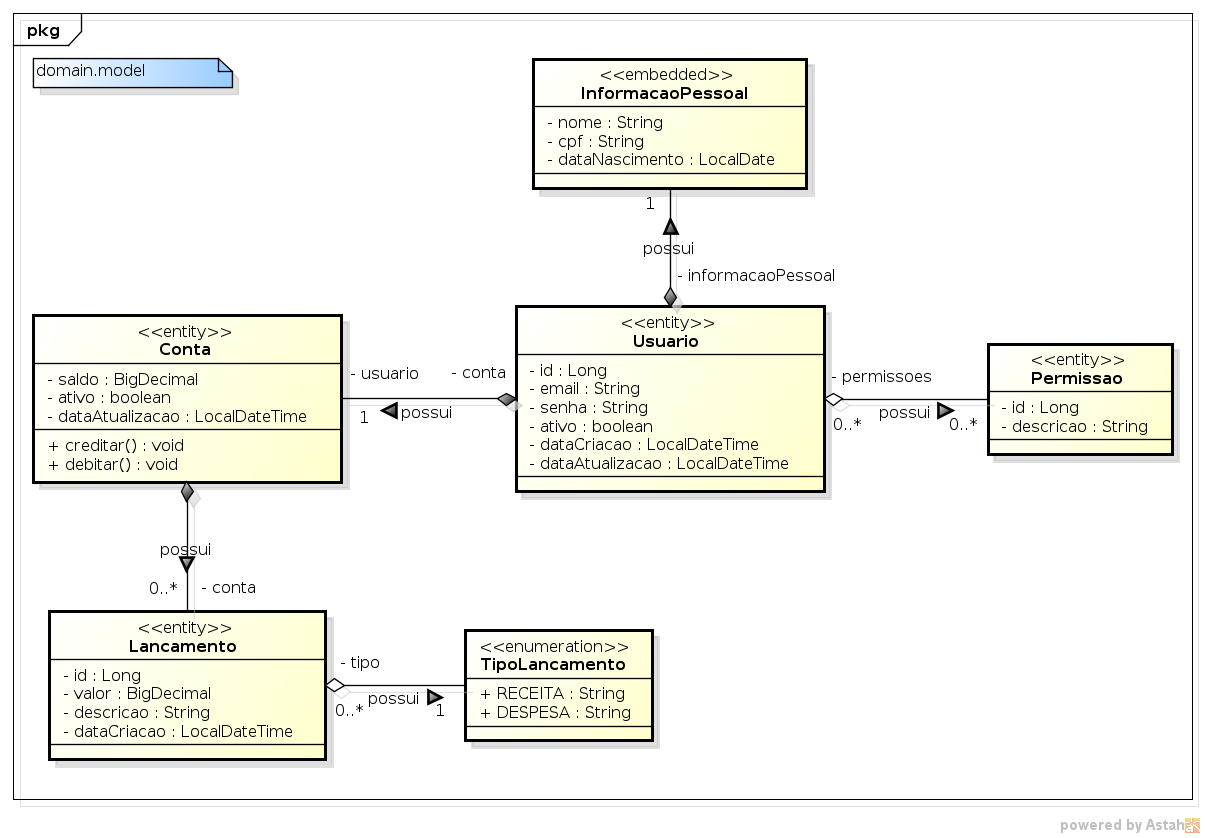 pkg
domain.model
<<embedded>>
InformacaoPessoal
- nome : String
- cpf : String
- dataNascimento : LocalDate
1
possui
- informacaoPessoal
<<entity>>
Conta
- saldo : BigDecimal
- ativo : boolean
- dataAtualizacao : LocalDateTime
+ creditar() : void
+ debitar() : void
- usuario
- conta
1
possui
<<entity>>
Usuario
- id : Long
- email : String
- senha : String
- ativo : boolean
- dataCriacao : LocalDateTime
- dataAtualizacao : LocalDateTime
- permissoes
0..*
possui
0..*
<<entity>>
Permissao
- id : Long
- descricao : String
possui
0..*
- conta
<<entity>>
Lancamento
- id : Long
- valor : BigDecimal
- descricao : String
- dataCriacao : LocalDateTime
- tipo
0..*
possui
1
<<enumeration>>
TipoLancamento
+ RECEITA : String
+ DESPESA : String
powered by Astah